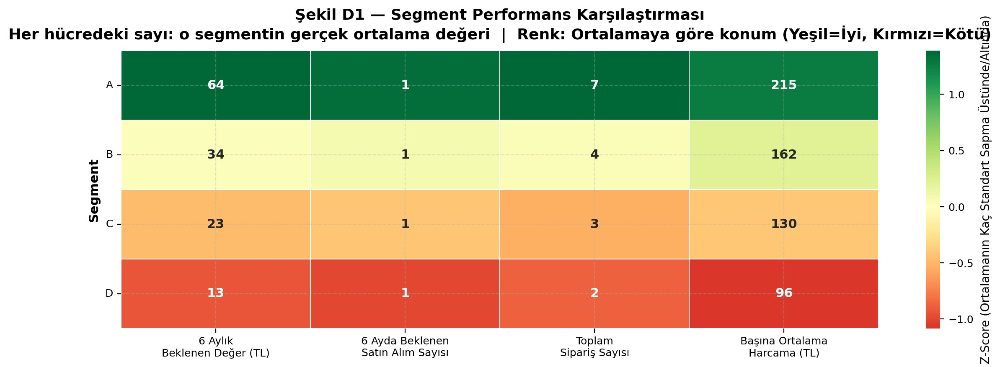 Şekil D1 — Segment Performans Karşılaştırması
Her hücredeki sayı: o segmentin gerçek ortalama değeri | Renk: Ortalamaya göre konum (Yeşil=İyi, Kırmızı=Kötü)
Segment
A
64
1
7
215
B
34
1
4
162
C
23
1
3
130
D
13
1
2
96
6 Aylık
Beklenen Değer (TL)
6 Ayda Beklenen
Satın Alım Sayısı
Toplam
Sipariş Sayısı
Başına Ortalama
Harcama (TL)
1.0
0.5
0.0
−0.5
−1.0
Z-Score (Ortalamanın Kaç Standart Sapma Üstünde/Altında)